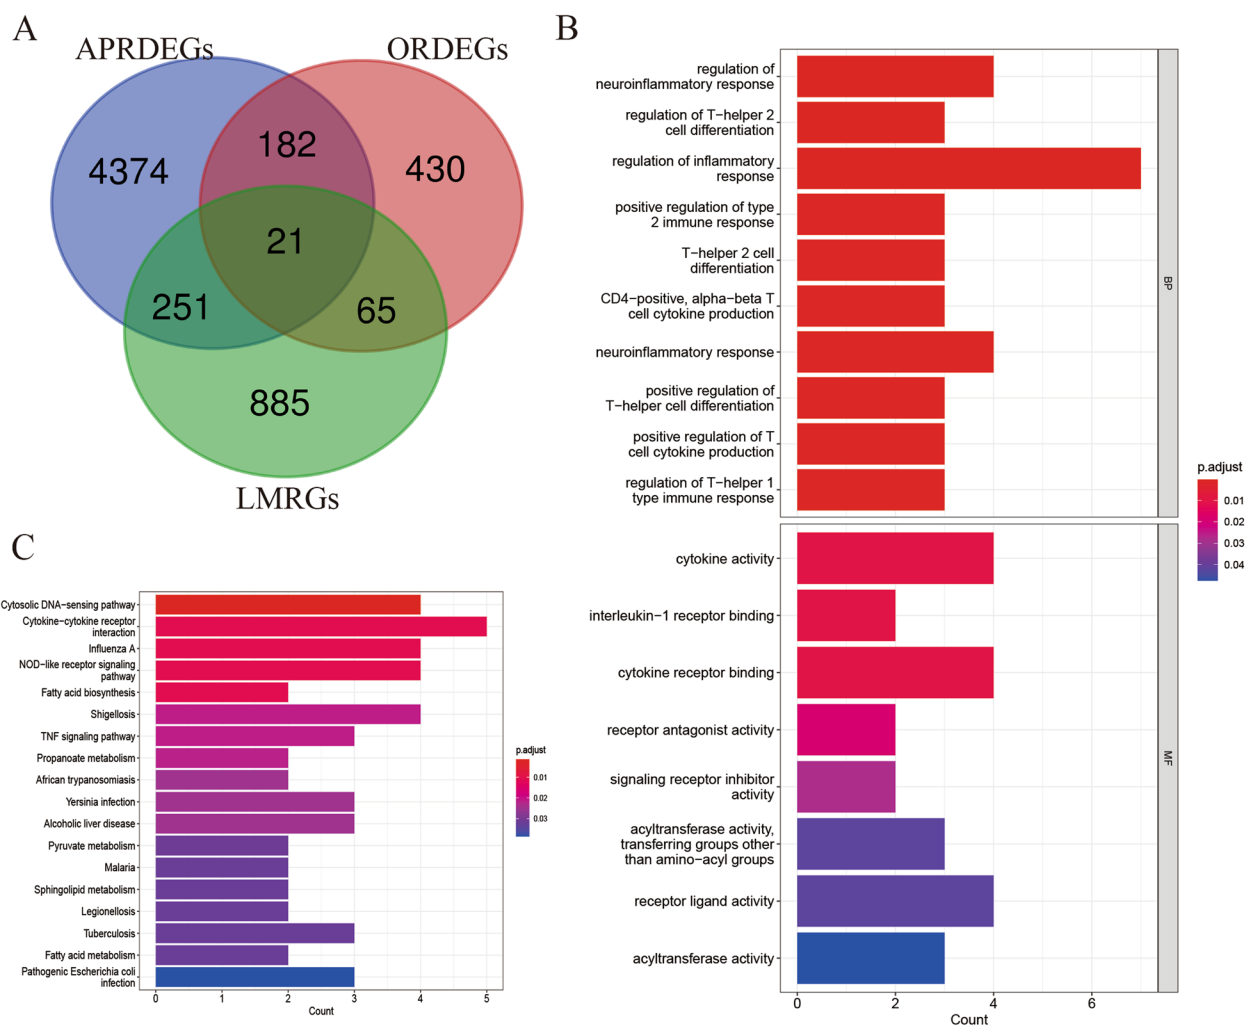 A
APRDEGs
ORDEGs
4374
182
430
21
251
65
885
LMRGs
B
regulation of
neuroinflammatory response
regulation of T−helper 2
cell differentiation
regulation of inflammatory
response
positive regulation of type
2 immune response
T−helper 2 cell
differentiation
CD4−positive, alpha−beta T
cell cytokine production
neuroinflammatory response
positive regulation of
T−helper cell differentiation
positive regulation of T
cell cytokine production
regulation of T−helper 1
type immune response
BP
cytokine activity
interleukin−1 receptor binding
cytokine receptor binding
receptor antagonist activity
signaling receptor inhibitor
activity
acyltransferase activity,
transferring groups other
than amino−acyl groups
receptor ligand activity
acyltransferase activity
MF
0
2
4
6
Count
p.adjust
0.01
0.02
0.03
0.04
C
Cytosolic DNA−sensing pathway
Cytokine−cytokine receptor
interaction
Influenza A
NOD−like receptor signaling
pathway
Fatty acid biosynthesis
Shigellosis
TNF signaling pathway
Propanoate metabolism
African trypanosomiasis
Yersinia infection
Alcoholic liver disease
Pyruvate metabolism
Malaria
Sphingolipid metabolism
Legionellosis
Tuberculosis
Fatty acid metabolism
Pathogenic Escherichia coli
infection
0
1
2
3
4
5
Count
p.adjust
0.01
0.02
0.03